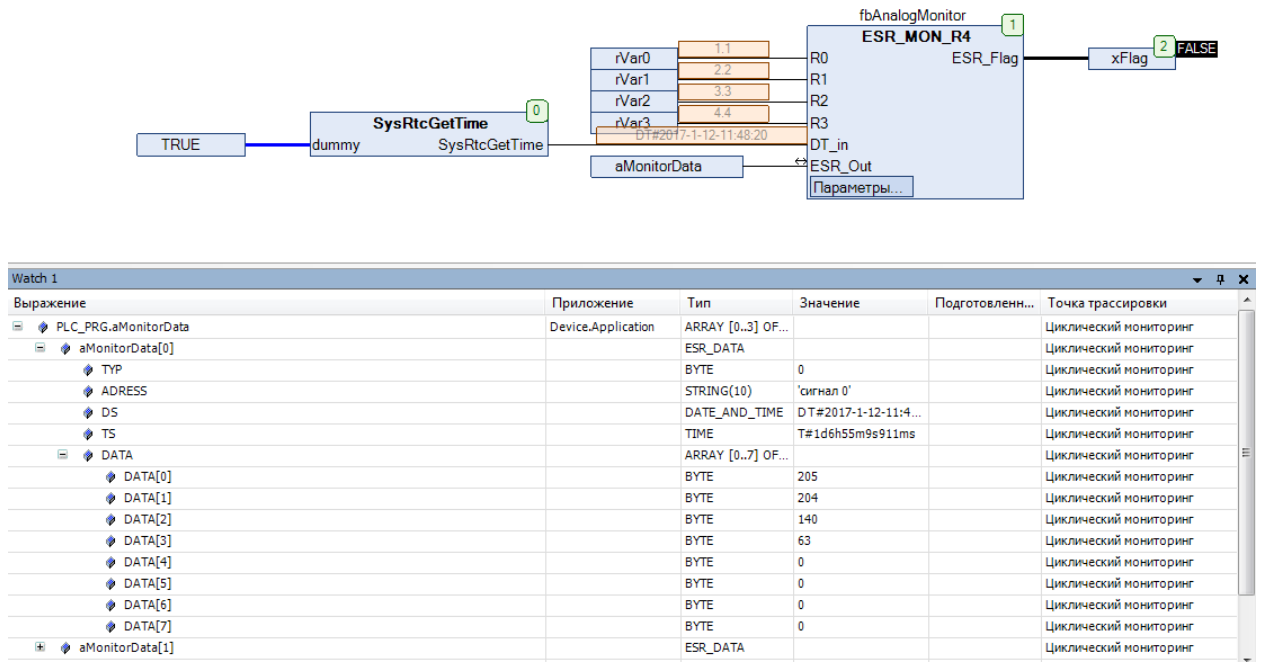 fbAnalogMonitor
1
ESR_MON_R4
rVar0 1.1 R0 ESR_Flag xFlag 2 FALSE
rVar1 2.2 R1
rVar2 3.3 R2
rVar3 4.4 R3
0
SysRtcGetTime
DT#2017-1-12-11:48:20
TRUE dummy SysRtcGetTime DT_in
aMonitorData ESR_Out
Параметры...
Watch 1
Выражение Приложение Тип Значение Подготовленн... Точка трассировки
PLC_PRG.aMonitorData Device.Application ARRAY [0..3] OF... Циклический мониторинг
aMonitorData[0] ESR_DATA Циклический мониторинг
TYP BYTE 0 Циклический мониторинг
ADRESS STRING(10) 'сигнал 0' Циклический мониторинг
DS DATE_AND_TIME DT#2017-1-12-11:4... Циклический мониторинг
TS TIME T#1d6h55m9s911ms Циклический мониторинг
DATA ARRAY [0..7] OF... Циклический мониторинг
DATA[0] BYTE 205 Циклический мониторинг
DATA[1] BYTE 204 Циклический мониторинг
DATA[2] BYTE 140 Циклический мониторинг
DATA[3] BYTE 63 Циклический мониторинг
DATA[4] BYTE 0 Циклический мониторинг
DATA[5] BYTE 0 Циклический мониторинг
DATA[6] BYTE 0 Циклический мониторинг
DATA[7] BYTE 0 Циклический мониторинг
aMonitorData[1] ESR_DATA Циклический мониторинг